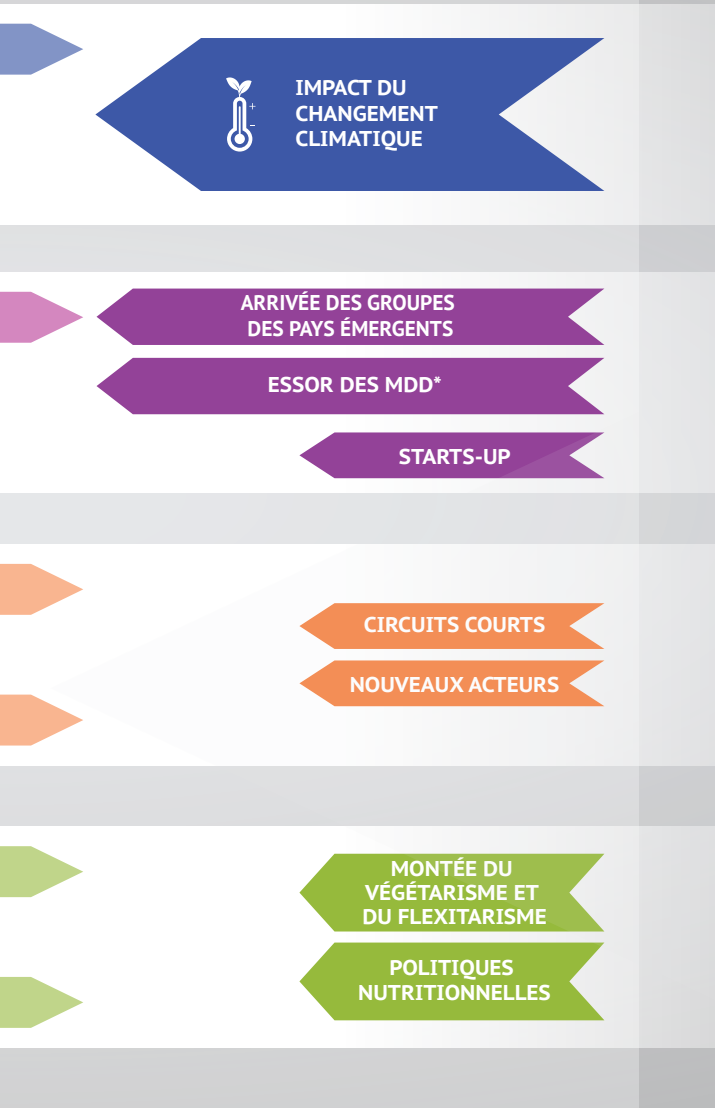 IMPACT DU
CHANGEMENT
CLIMATIQUE
+
−
ARRIVÉE DES GROUPES
DES PAYS ÉMERGENTS
ESSOR DES MDD*
STARTS-UP
CIRCUITS COURTS
NOUVEAUX ACTEURS
MONTÉE DU
VÉGÉTARISME ET
DU FLEXITARISME
POLITIQUES
NUTRITIONNELLES